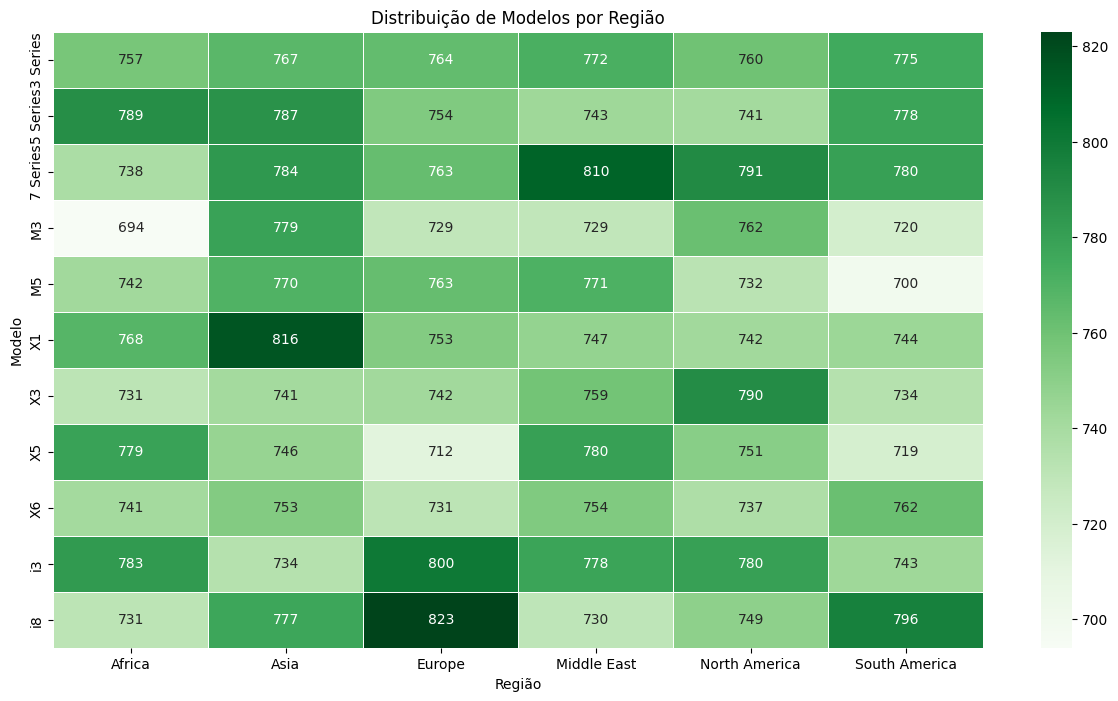 Distribuição de Modelos por Região
3 Series 757 767 764 772 760 775
5 Series 789 787 754 743 741 778
7 Series 738 784 763 810 791 780
M3 694 779 729 729 762 720
M5 742 770 763 771 732 700
X1 768 816 753 747 742 744
X3 731 741 742 759 790 734
X5 779 746 712 780 751 719
X6 741 753 731 754 737 762
i3 783 734 800 778 780 743
i8 731 777 823 730 749 796
Africa Asia Europe Middle East North America South America
Região
Modelo
820
800
780
760
740
720
700